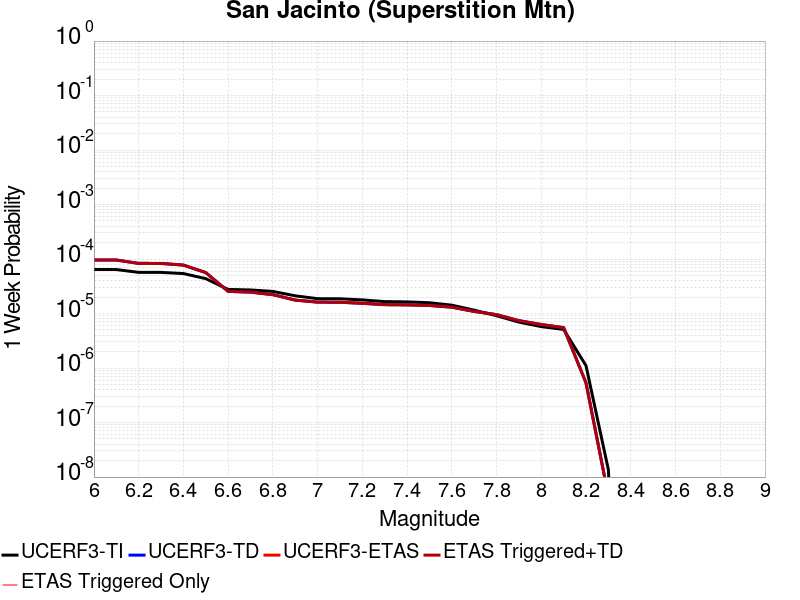 San Jacinto (Superstition Mtn)
10^0
10^-1
10^-2
10^-3
10^-4
10^-5
10^-6
10^-7
10^-8
1 Week Probability
6 6.2 6.4 6.6 6.8 7 7.2 7.4 7.6 7.8 8 8.2 8.4 8.6 8.8 9
Magnitude
UCERF3-TI UCERF3-TD UCERF3-ETAS ETAS Triggered+TD
ETAS Triggered Only